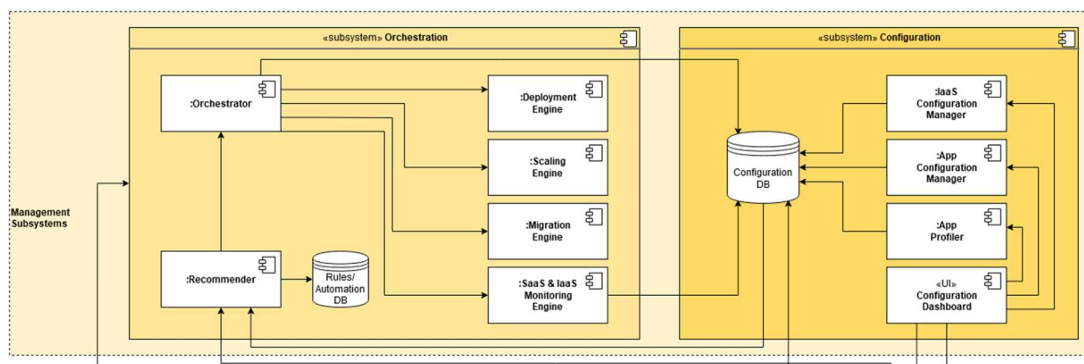 «subsystem» Orchestration
«subsystem» Configuration
:Orchestrator
:Deployment
Engine
:IaaS
Configuration
Manager
:Scaling
Engine
Configuration
DB
:App
Configuration
Manager
Management
Subsystems
:Migration
Engine
:App
Profiler
:Recommender
Rules/
Automation
DB
:SaaS & IaaS
Monitoring
Engine
«UI»
Configuration
Dashboard